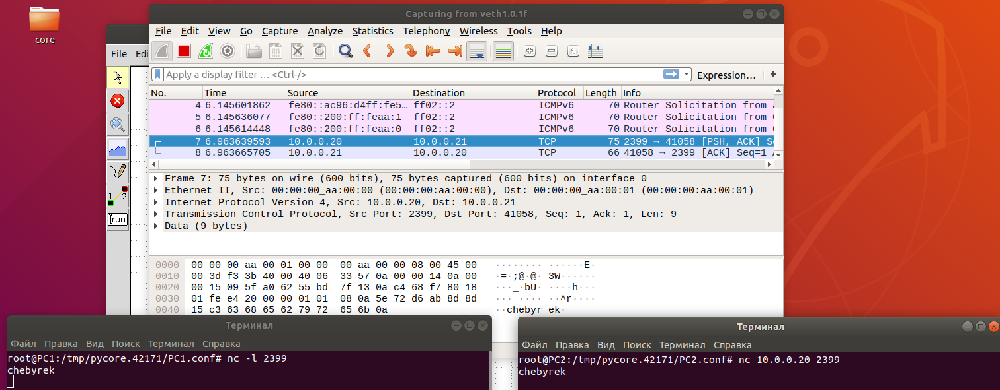 core
Capturing from veth1.0.1f
File Edit View Go Capture Analyze Statistics Telephony Wireless Tools Help
File Edi
Apply a display filter … <Ctrl-/>
Expression…
+
No. Time Source Destination Protocol Length Info
4 6.145601862 fe80::ac96:d4ff:fe5… ff02::2 ICMPv6 70 Router Solicitation from
5 6.145636077 fe80::200:ff:feaa:1 ff02::2 ICMPv6 70 Router Solicitation from
6 6.145614448 fe80::200:ff:feaa:0 ff02::2 ICMPv6 70 Router Solicitation from
7 6.963639593 10.0.0.20 10.0.0.21 TCP 75 2399 → 41058 [PSH, ACK]
8 6.963665705 10.0.0.21 10.0.0.20 TCP 66 41058 → 2399 [ACK] Seq=1
1
2
run
Frame 7: 75 bytes on wire (600 bits), 75 bytes captured (600 bits) on interface 0
Ethernet II, Src: 00:00:00_aa:00:00 (00:00:00:aa:00:00), Dst: 00:00:00_aa:00:01 (00:00:00:aa:00:01)
Internet Protocol Version 4, Src: 10.0.0.20, Dst: 10.0.0.21
Transmission Control Protocol, Src Port: 2399, Dst Port: 41058, Seq: 1, Ack: 1, Len: 9
Data (9 bytes)
0000 00 00 00 aa 00 01 00 00 00 aa 00 00 08 00 45 00 ········ ······E·
0010 00 3d f3 3b 40 00 40 06 33 57 0a 00 00 14 0a 00 ·=·;@·@· 3W······
0020 00 15 09 5f a0 62 55 bd 7f 13 0a c4 68 f7 80 18 ···_·bU· ····h···
0030 01 fe e4 20 00 00 01 01 08 0a 5e 72 d6 ab 8d 8d ··· ···· ··^r····
0040 15 c3 63 68 65 62 79 72 65 6b 0a ··chebyr ek·
Терминал
Файл Правка Вид Поиск Терминал Справка
root@PC1:/tmp/pycore.42171/PC1.conf# nc -l 2399
chebyrek
Терминал
Файл Правка Вид Поиск Терминал Справка
root@PC2:/tmp/pycore.42171/PC2.conf# nc 10.0.0.20 2399
chebyrek